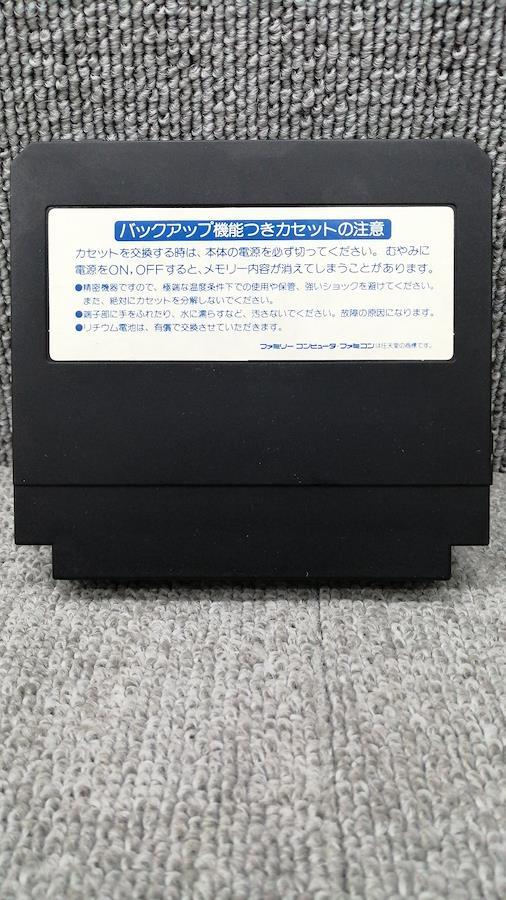 バックアップ機能つきカセットの注意
カセットを交換する時は、本体の電源を必ず切ってください。むやみに
電源をON,OFFすると、メモリー内容が消えてしまうことがあります。
●精密機器ですので、極端な温度条件下での使用や保管、強いショックを避けてください。
また、絶対にカセットを分解しないでください。
●端子部に手をふれたり、水に濡らすなど、汚さないでください。故障の原因になります。
●リチウム電池は、有償で交換させていただきます。
ファミリーコンピュータ・ファミコンは任天堂の商標です。